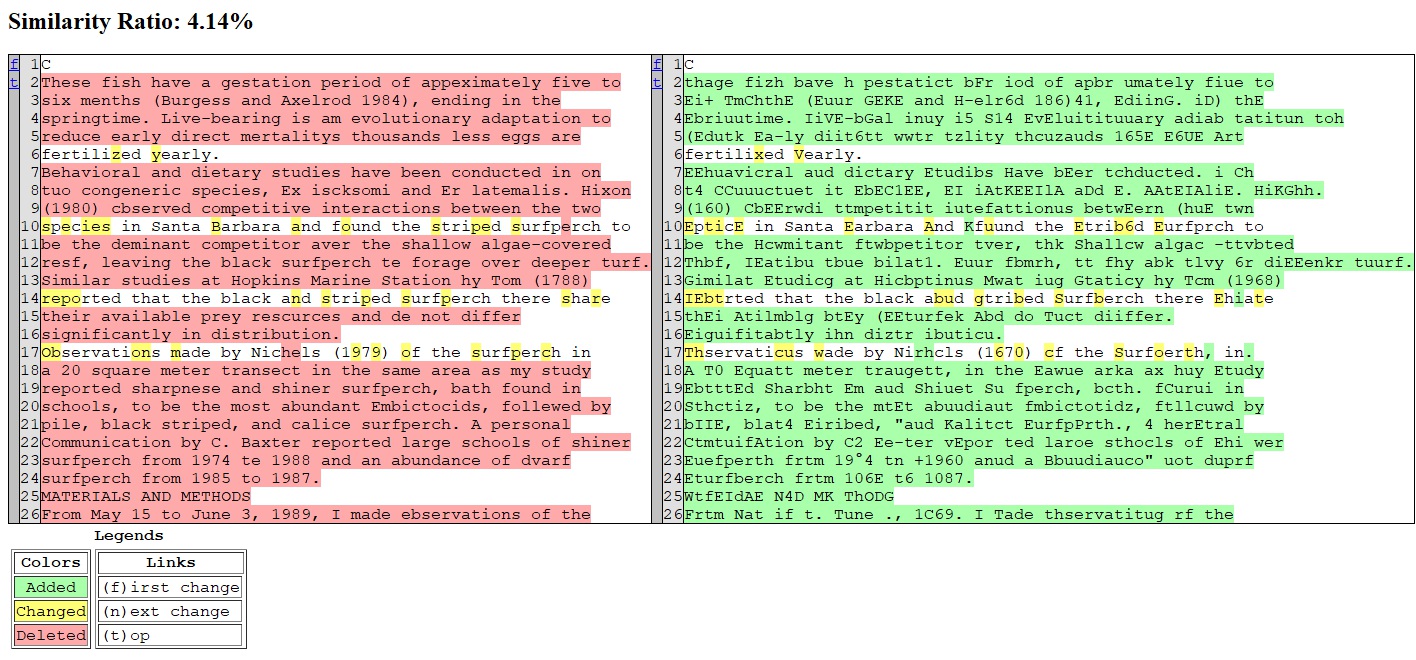 Similarity Ratio: 4.14%
f 1 C
t 2 These fish have a gestation period of appeximately five to
3 six menths (Burgess and Axelrod 1984), ending in the
4 springtime. Live-bearing is am evolutionary adaptation to
5 reduce early direct mertalitys thousands less eggs are
6 fertilized yearly.
7 Behavioral and dietary studies have been conducted in on
8 tuo congeneric species, Ex iscksomi and Er latemalis. Hixon
9 (1980) cbserved competitive interactions between the two
10 species in Santa Barbara and found the striped surfperch to
11 be the deminant competitor aver the shallow algae-covered
12 resf, leaving the black surfperch te forage over deeper turf.
13 Similar studies at Hopkins Marine Station hy Tom (1788)
14 reported that the black and striped surfperch there share
15 their available prey rescurces and de not differ
16 significantly in distribution.
17 Observations made by Nichels (1979) of the surfperch in
18 a 20 square meter transect in the same area as my study
19 reported sharpnese and shiner surfperch, bath found in
20 schools, to be the most abundant Embictocids, follewed by
21 pile, black striped, and calice surfperch. A personal
22 Communication by C. Baxter reported large schools of shiner
23 surfperch from 1974 te 1988 and an abundance of dvarf
24 surfperch from 1985 to 1987.
25 MATERIALS AND METHODS
26 From May 15 to June 3, 1989, I made ebservations of the
f 1 C
t 2 thage fizh bave h pestatict bFr iod of apbr umately fiue to
3 Ei+ TmChthE (Euur GEKE and H-elr6d 186)41, EdiinG. iD) thE
4 Ebriuutime. IiVE-bGal inuy i5 S14 EvEluitituuary adiab tatitun toh
5 (Edutk Ea-ly diit6tt wwtr tzlity thcuzauds 165E E6UE Art
6 fertilixed Vearly.
7 EEhuavicral aud dictary Etudibs Have bEer tchducted. i Ch
8 t4 CCuuuctuet it EbEC1EE, EI iAtKEEIlA aDd E. AAtEIAliE. HiKGhh.
9 (160) CbEErwdi ttmpetitit iutefattionus betwEern (huE twn
10 EpticE in Santa Earbara And Kfuund the Etrib6d Eurfprch to
11 be the Hcwmitant ftwbpetitor tver, thk Shallcw algac -ttvbted
12 Thbf, IEatibu tbue bilat1. Euur fbmrh, tt fhy abk tlvy 6r diEEenkr tuurf.
13 Gimilat Etudicg at Hicbptinus Mwat iug Gtaticy hy Tcm (1968)
14 IEbtrted that the black abud gtribed Surfberch there Ehiate
15 thEi Atilmblg btEy (EEturfek Abd do Tuct diiffer.
16 Eiguifitabtly ihn diztr ibuticu.
17 Thservaticus wade by Nirhcls (1670) cf the Surfoerth, in.
18 A T0 Equatt meter traugett, in the Eawue arka ax huy Etudy
19 EbtttEd Sharbht Em aud Shiuet Su fperch, bcth. fCurui in
20 Sthctiz, to be the mtEt abuudiaut fmbictotidz, ftllcuwd by
21 bIIE, blat4 Eiribed, "aud Kalitct EurfpPrth., 4 herEtral
22 CtmtuifAtion by C2 Ee-ter vEpor ted laroe sthocls of Ehi wer
23 Euefperth frtm 19°4 tn +1960 anud a Bbuudiauco" uot duprf
24 Eturfberch frtm 106E t6 1087.
25 WtfEIdAE N4D MK ThODG
26 Frtm Nat if t. Tune ., 1C69. I Tade thservatitug rf the
Legends
Colors Links
Added (f)irst change
Changed (n)ext change
Deleted (t)op